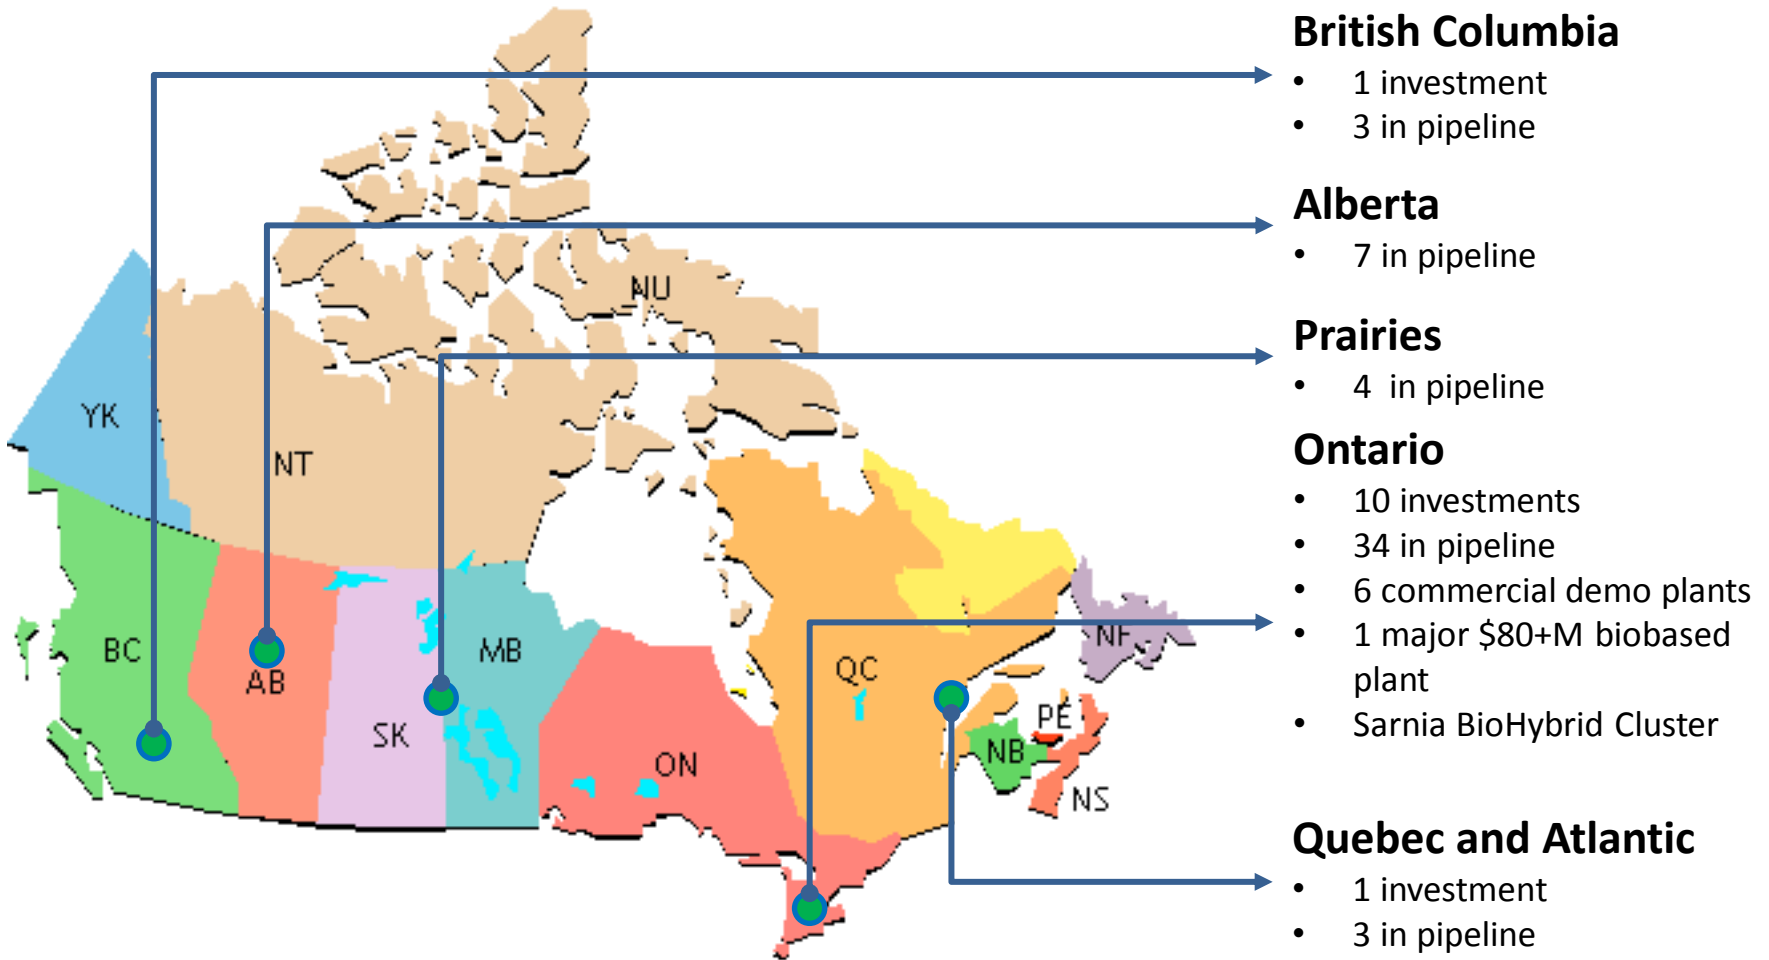 British Columbia
• 1 investment
• 3 in pipeline
Alberta
• 7 in pipeline
Prairies
• 4 in pipeline
Ontario
• 10 investments
• 34 in pipeline
• 6 commercial demo plants
• 1 major $80+M biobased
plant
• Sarnia BioHybrid Cluster
Quebec and Atlantic
• 1 investment
• 3 in pipeline
NU
YK
NT
BC
AB
SK
MB
ON
QC
NF
PE
NB
NS